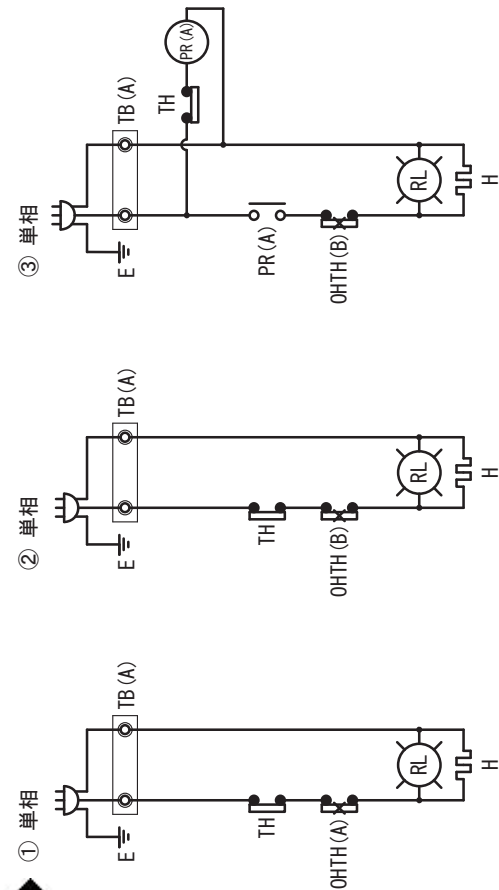 ① 単相
TB(A)
E
TH
OHTH(A)
RL
H
② 単相
TB(A)
E
TH
OHTH(B)
RL
H
③ 単相
TB(A)
E
TH
PR(A)
PR(A)
OHTH(B)
RL
H